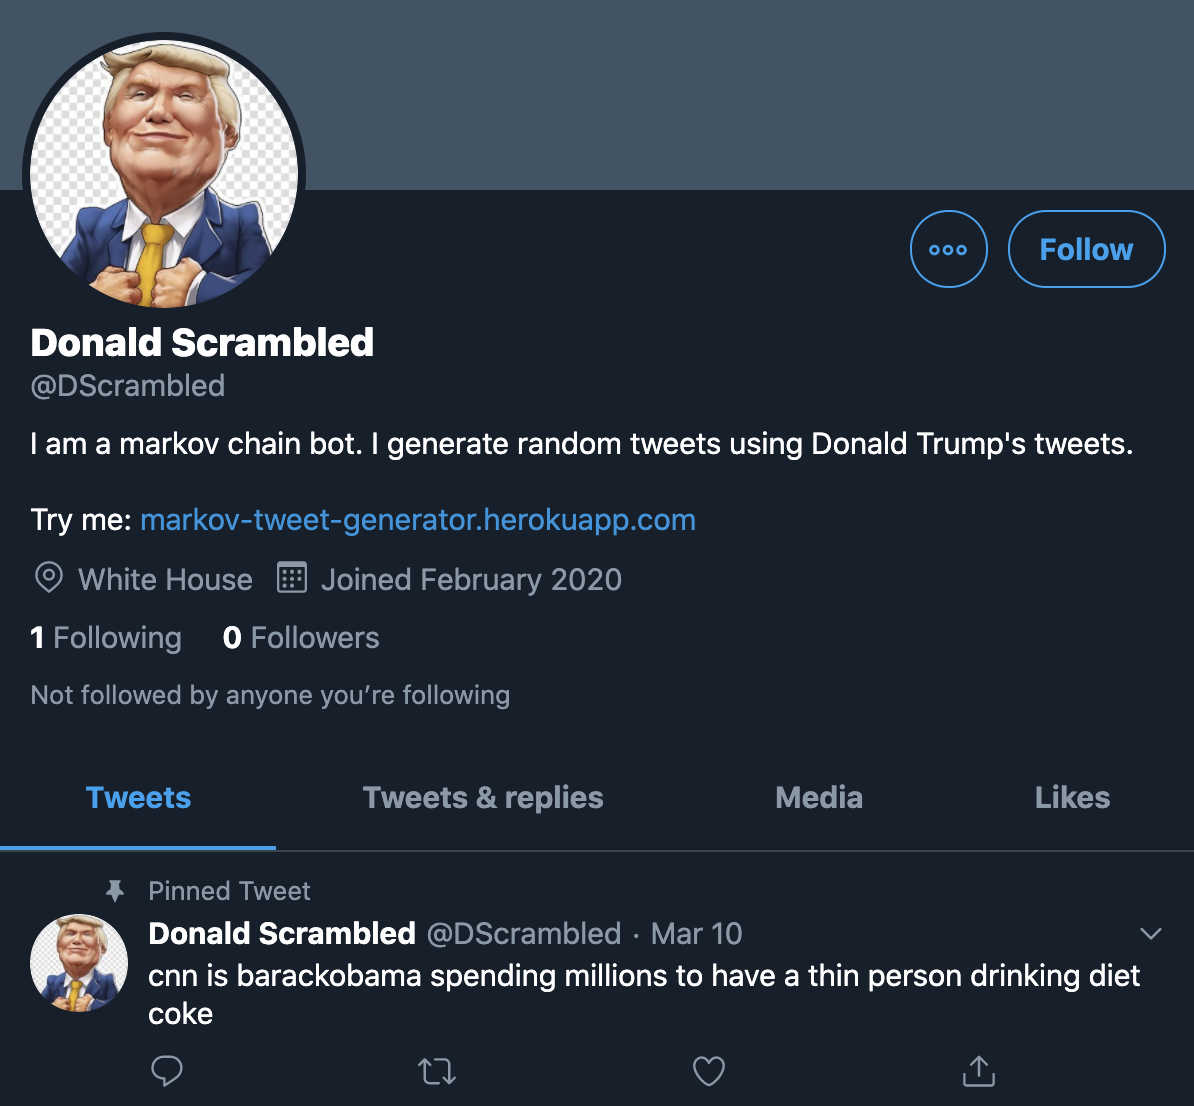 Follow
Donald Scrambled
@DScrambled
I am a markov chain bot. I generate random tweets using Donald Trump's tweets.
Try me: markov-tweet-generator.herokuapp.com
White House Joined February 2020
1 Following 0 Followers
Not followed by anyone you’re following
Tweets Tweets & replies Media Likes
Pinned Tweet
Donald Scrambled @DScrambled · Mar 10
cnn is barackobama spending millions to have a thin person drinking diet
coke